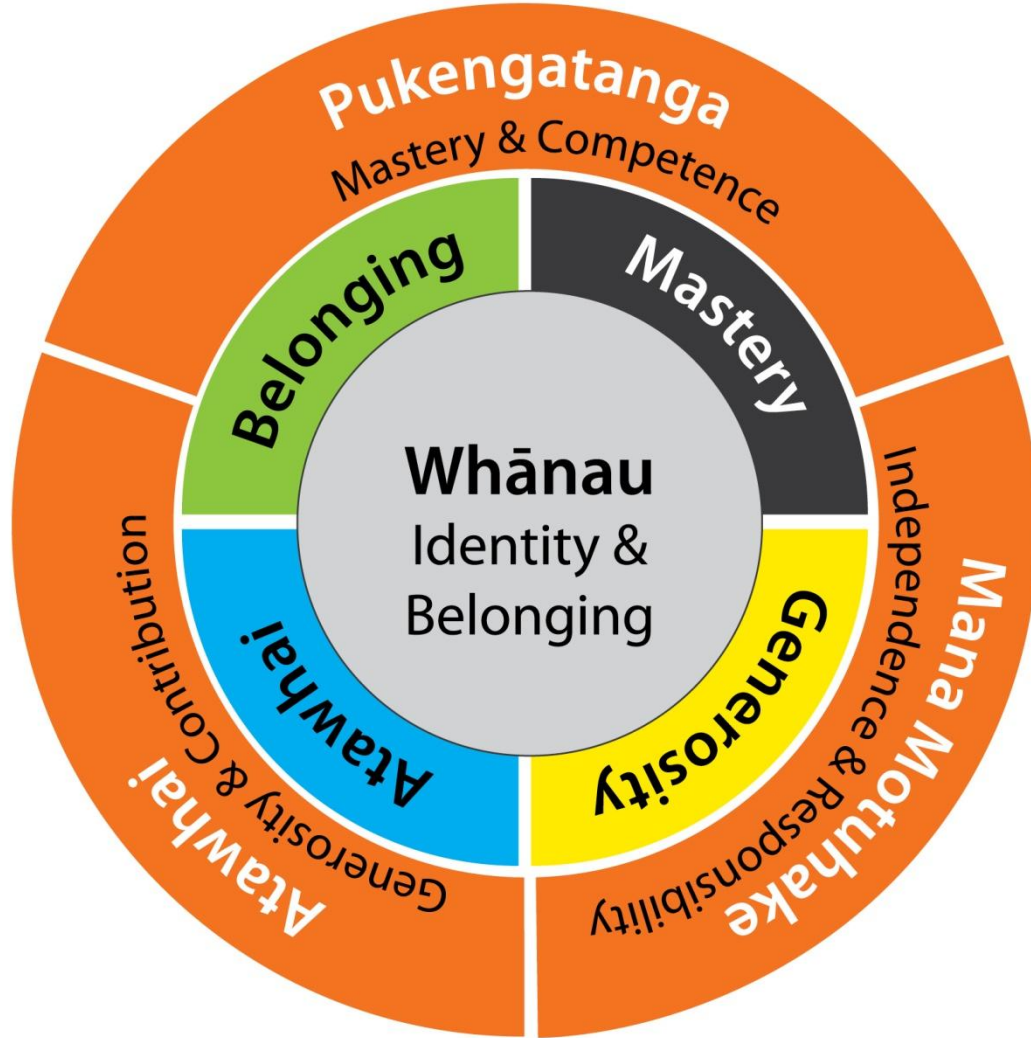 Pukengatanga
Mastery & Competence
Mana Motuhake
Independence & Responsibility
Atawhai
Generosity & Contribution
Belonging
Mastery
Generosity
Atawhai
Whānau
Identity &
Belonging